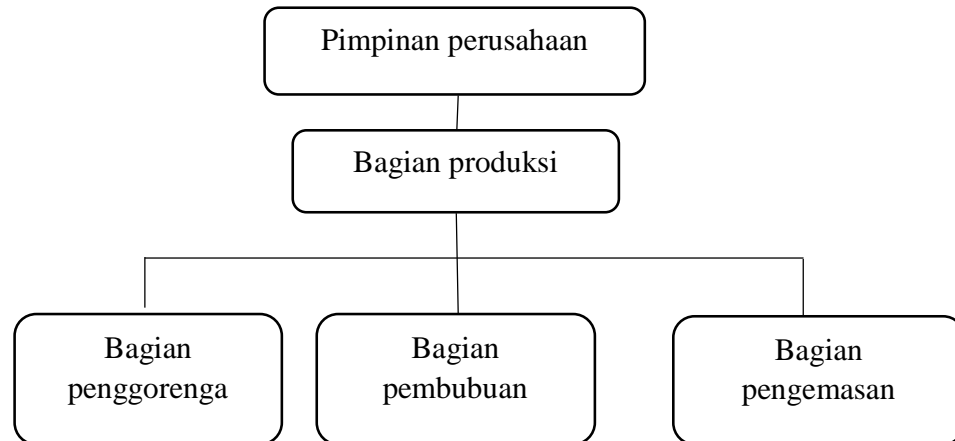 Pimpinan perusahaan
Bagian produksi
Bagian
penggorenga
Bagian
pembubuan
Bagian
pengemasan